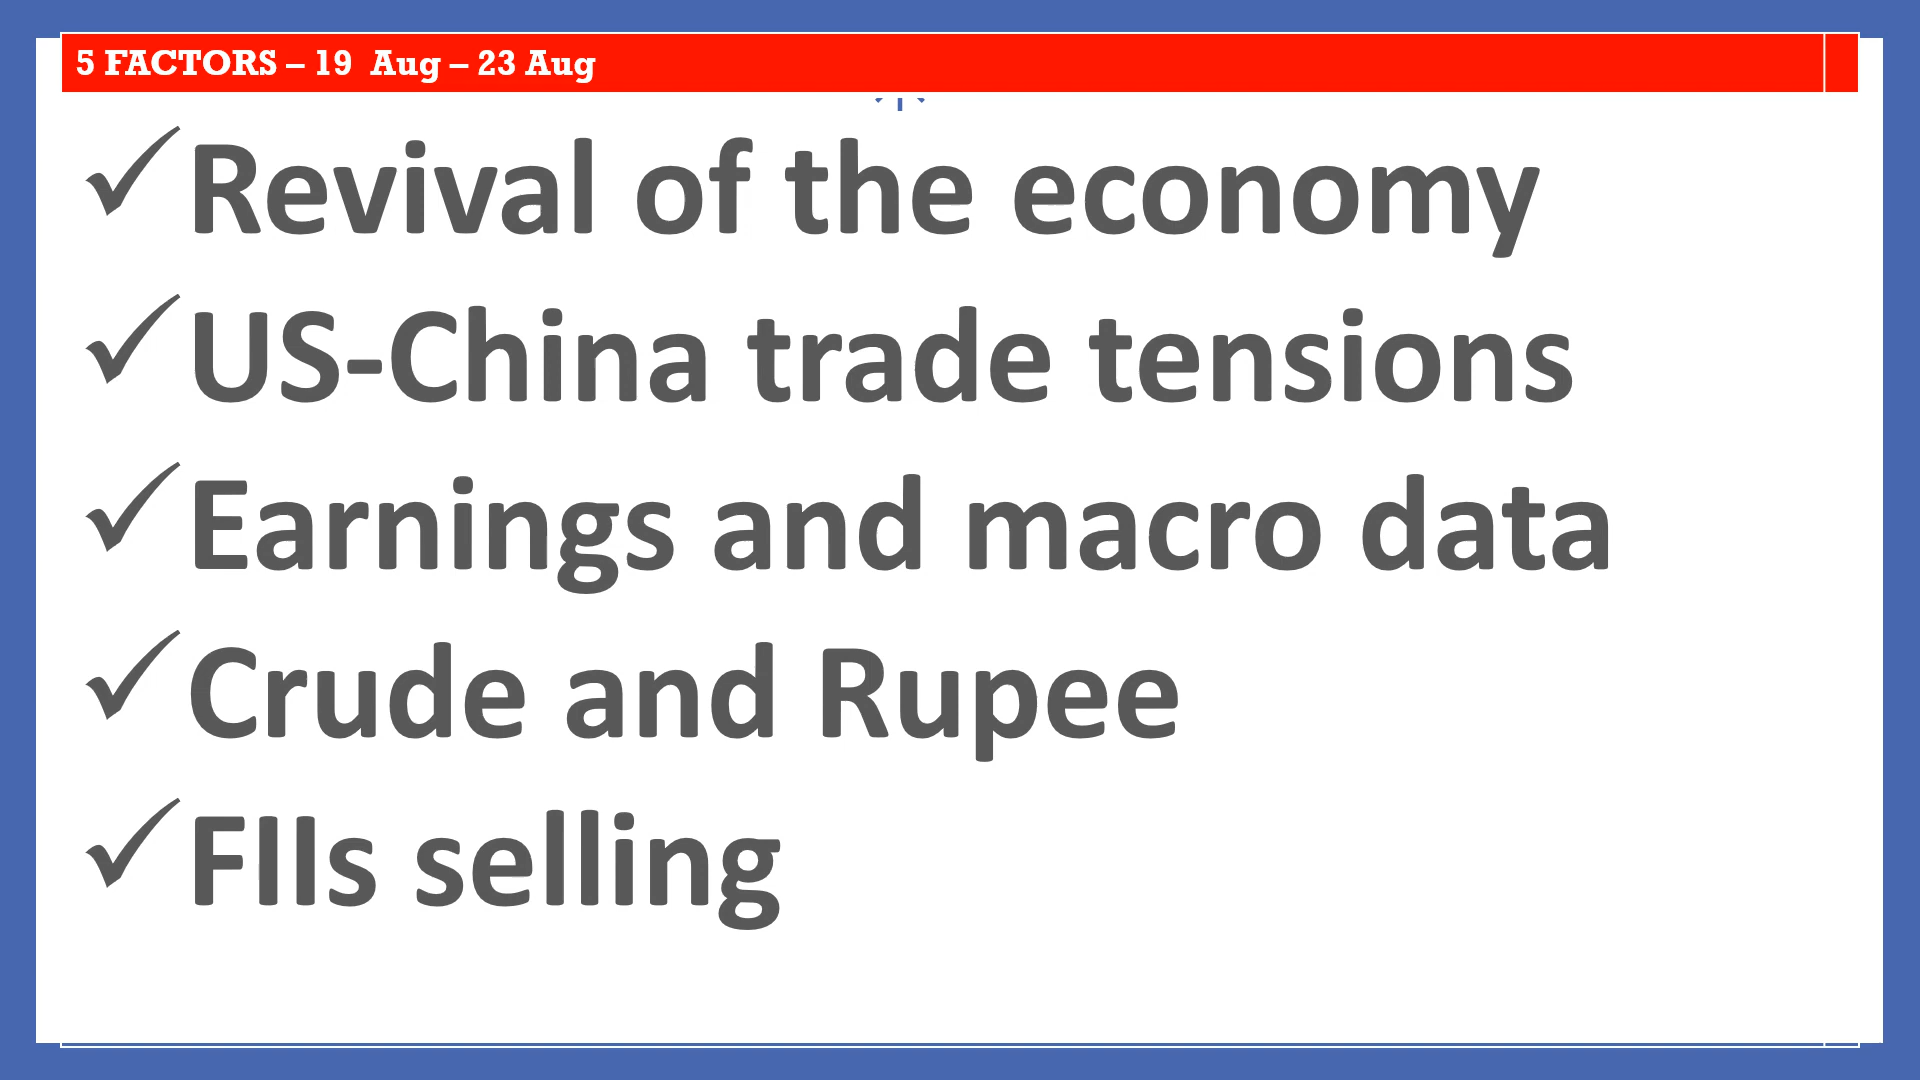 5 FACTORS – 19 Aug – 23 Aug
Revival of the economy
US-China trade tensions
Earnings and macro data
Crude and Rupee
FIIs selling